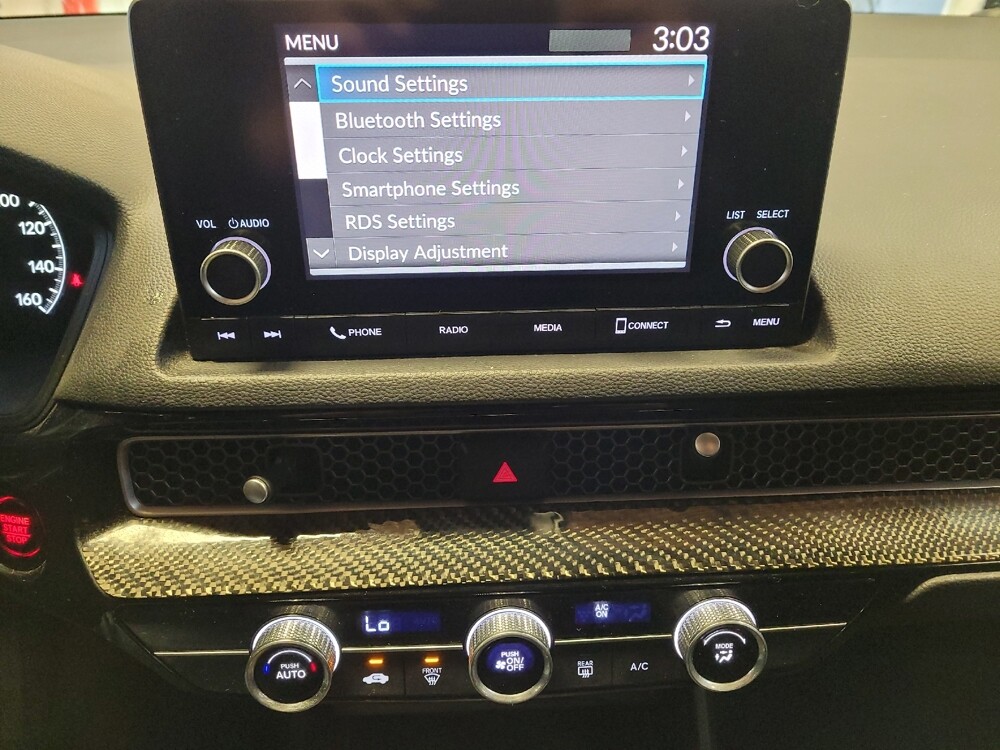 MENU
3:03
Sound Settings
Bluetooth Settings
Clock Settings
Smartphone Settings
RDS Settings
Display Adjustment
VOL AUDIO
LIST SELECT
PHONE
RADIO
MEDIA
CONNECT
MENU
120
140
160
ENGINE
START
STOP
Lo
A/C
ON
PUSH
AUTO
FRONT
PUSH
ON/
OFF
REAR
A/C
MODE